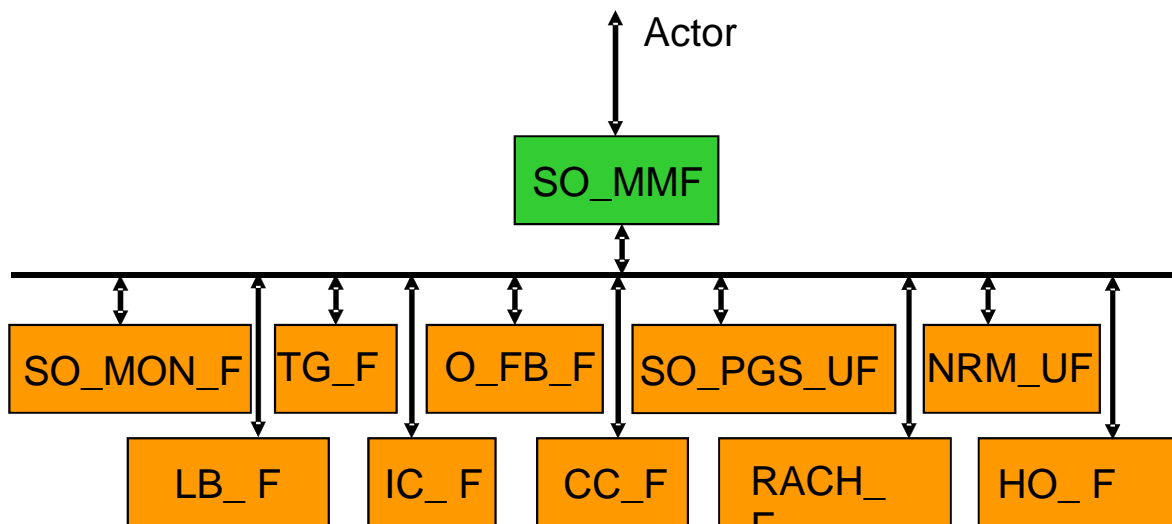 Actor
SO_MMF
SO_MON_F
TG_F
O_FB_F
SO_PGS_UF
NRM_UF
LB_ F
IC_ F
CC_F
RACH_
HO_ F